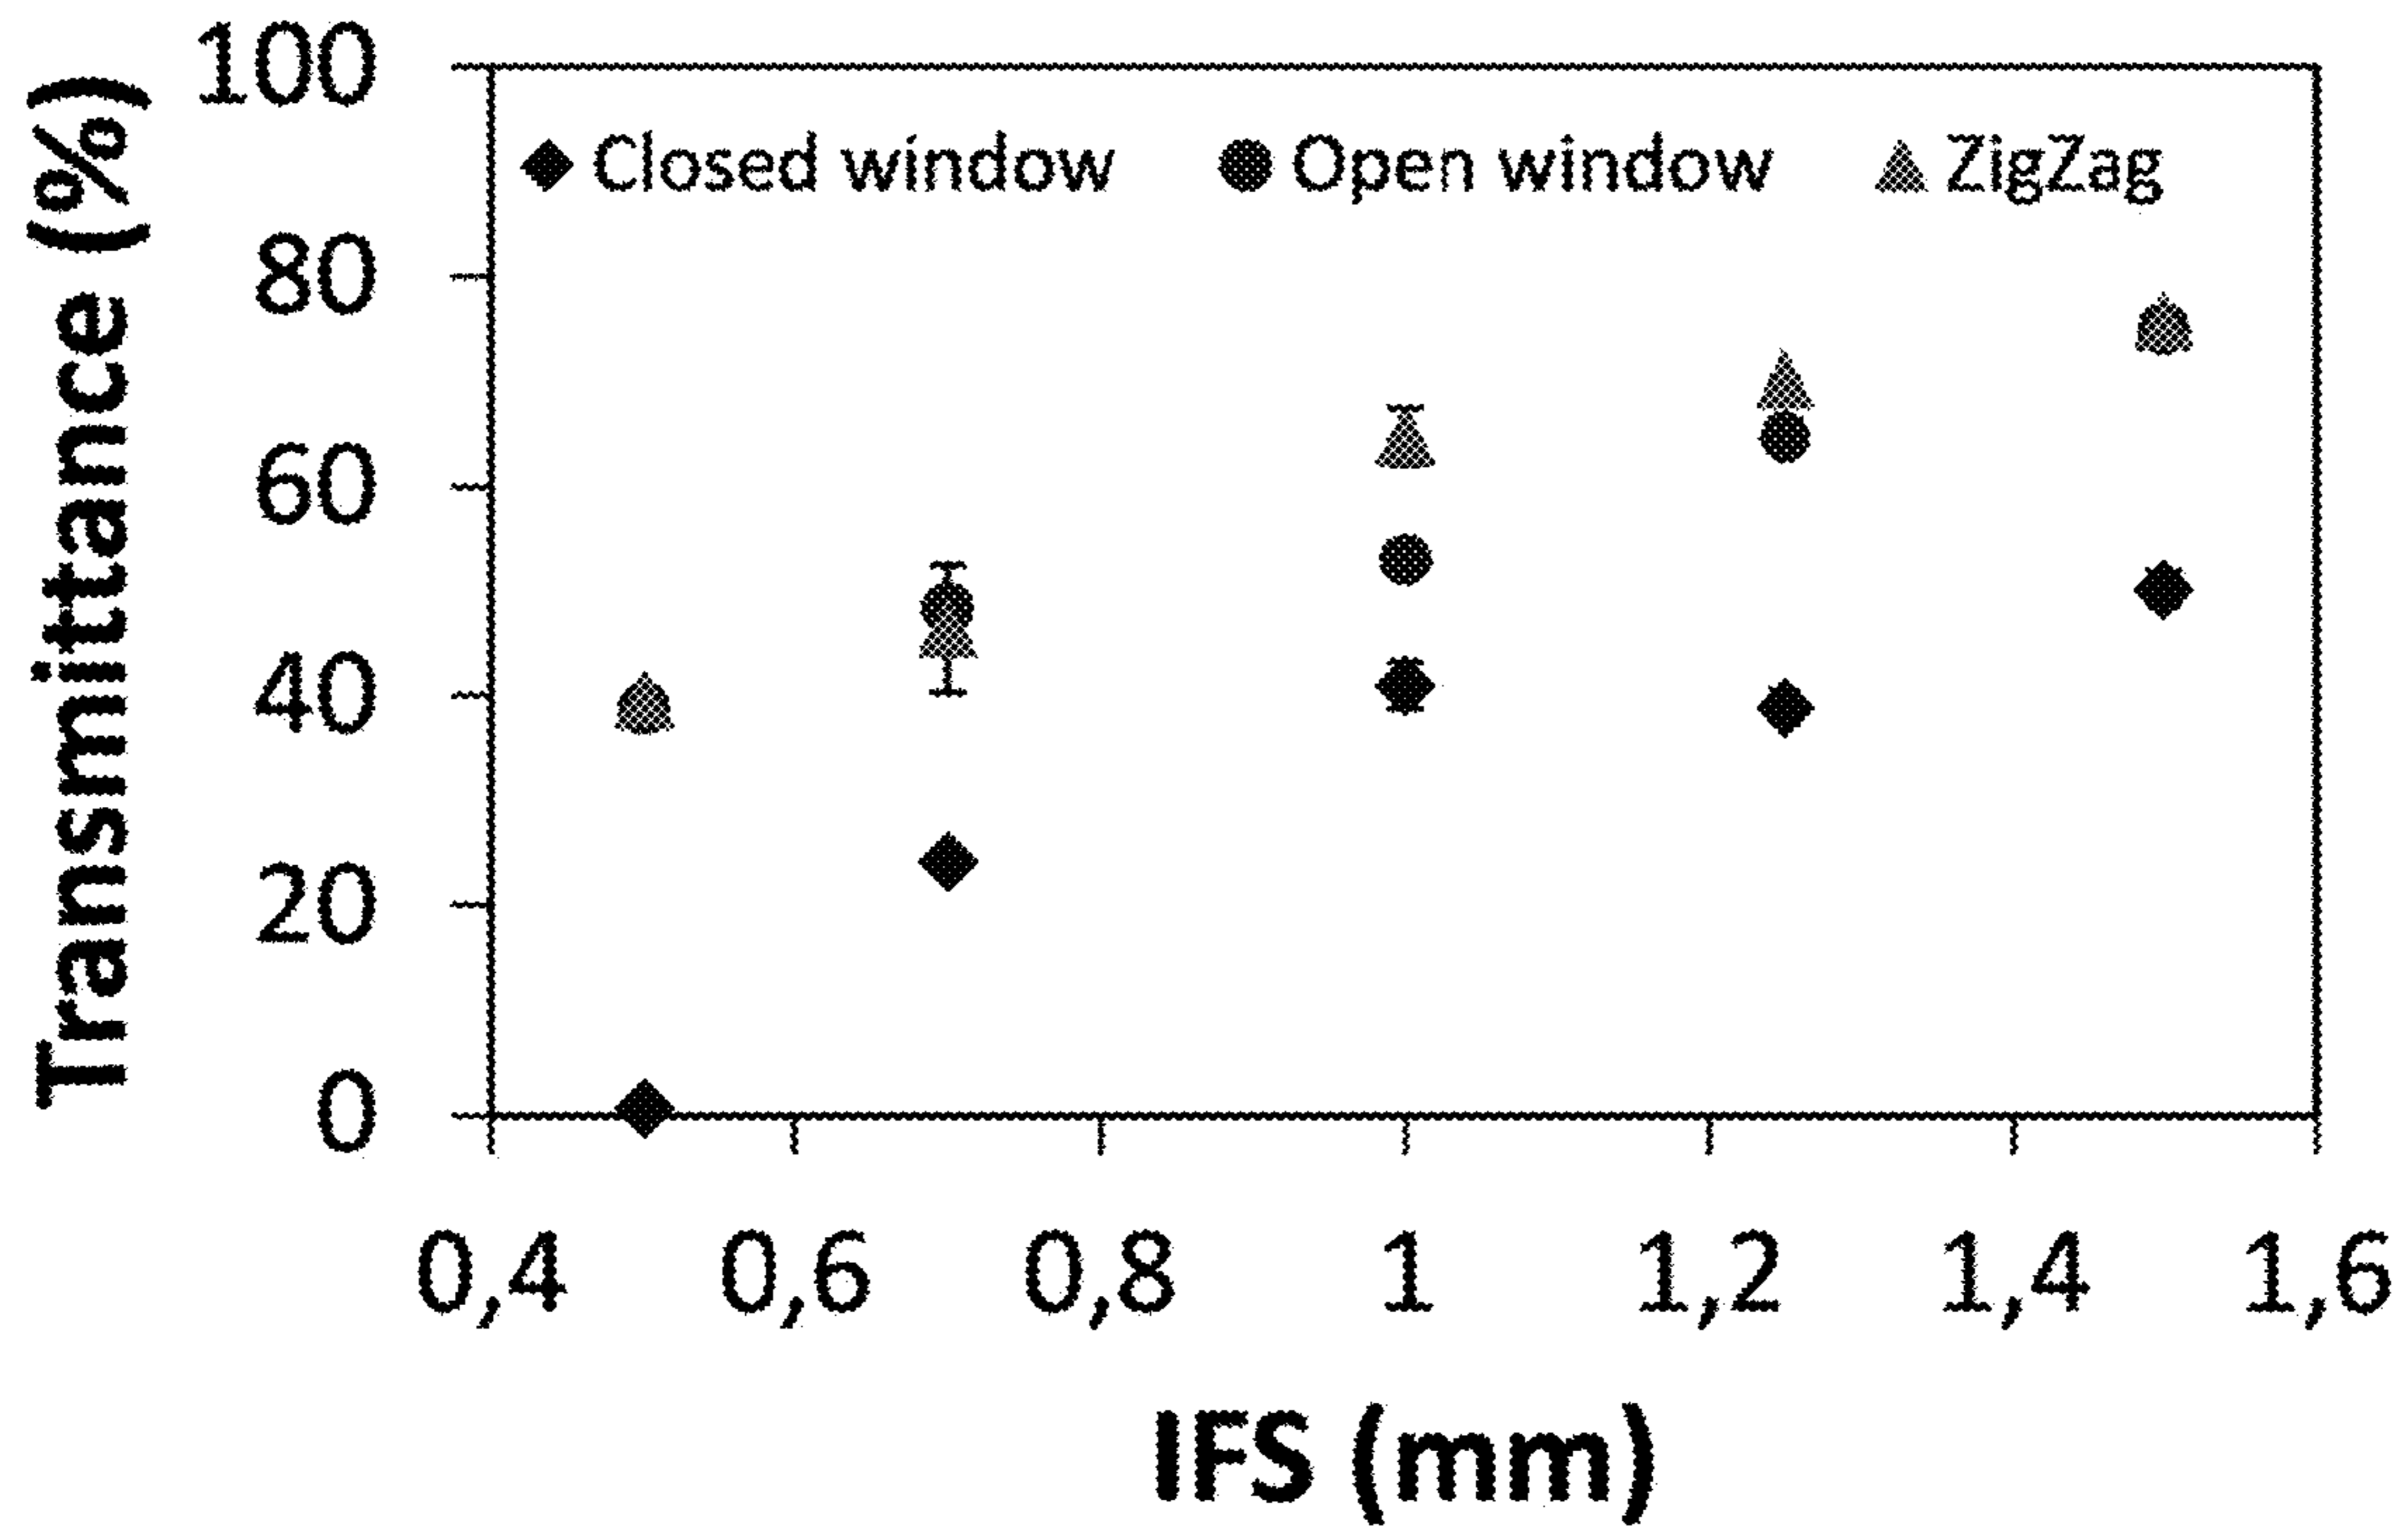 Transmittance (%)
100
80
60
40
20
0
Closed window Open window ZigZag
0,4 0,6 0,8 1 1,2 1,4 1,6
IFS (mm)